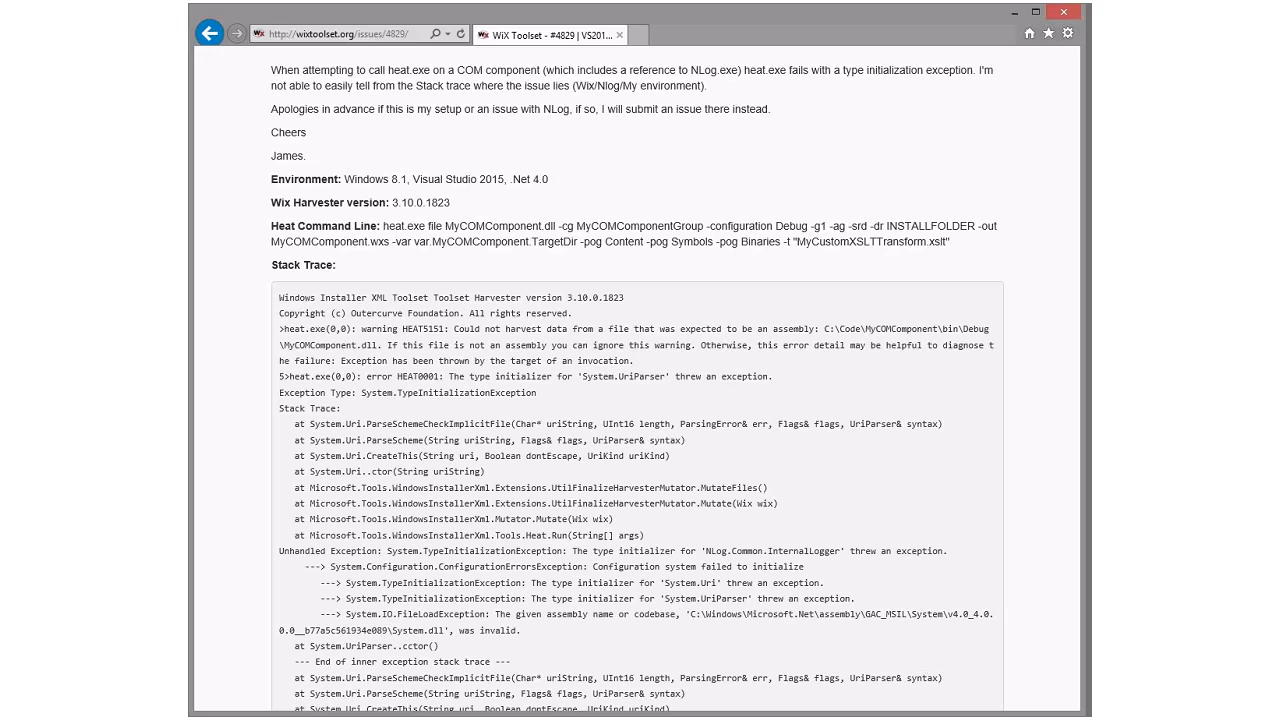 http://wixtoolset.org/issues/4829/
WiX Toolset - #4829 | VS201...
When attempting to call heat.exe on a COM component (which includes a reference to NLog.exe) heat.exe fails with a type initialization exception. I'm
not able to easily tell from the Stack trace where the issue lies (Wix/Nlog/My environment).
Apologies in advance if this is my setup or an issue with NLog, if so, I will submit an issue there instead.
Cheers
James.
Environment: Windows 8.1, Visual Studio 2015, .Net 4.0
Wix Harvester version: 3.10.0.1823
Heat Command Line: heat.exe file MyCOMComponent.dll -cg MyCOMComponentGroup -configuration Debug -g1 -ag -srd -dr INSTALLFOLDER -out
MyCOMComponent.wxs -var var.MyCOMComponent.TargetDir -pog Content -pog Symbols -pog Binaries -t "MyCustomXSLTTransform.xslt"
Stack Trace:
Windows Installer XML Toolset Toolset Harvester version 3.10.0.1823
Copyright (c) Outercurve Foundation. All rights reserved.
>heat.exe(0,0): warning HEAT5151: Could not harvest data from a file that was expected to be an assembly: C:\Code\MyCOMComponent\bin\Debug
\MyCOMComponent.dll. If this file is not an assembly you can ignore this warning. Otherwise, this error detail may be helpful to diagnose t
he failure: Exception has been thrown by the target of an invocation.
5>heat.exe(0,0): error HEAT0001: The type initializer for 'System.UriParser' threw an exception.
Exception Type: System.TypeInitializationException
Stack Trace:
at System.Uri.ParseSchemeCheckImplicitFile(Char* uriString, UInt16 length, ParsingError& err, Flags& flags, UriParser& syntax)
at System.Uri.ParseScheme(String uriString, Flags& flags, UriParser& syntax)
at System.Uri.CreateThis(String uri, Boolean dontEscape, UriKind uriKind)
at System.Uri..ctor(String uriString)
at Microsoft.Tools.WindowsInstallerXml.Extensions.UtilFinalizeHarvesterMutator.MutateFiles()
at Microsoft.Tools.WindowsInstallerXml.Extensions.UtilFinalizeHarvesterMutator.Mutate(Wix wix)
at Microsoft.Tools.WindowsInstallerXml.Mutator.Mutate(Wix wix)
at Microsoft.Tools.WindowsInstallerXml.Tools.Heat.Run(String[] args)
Unhandled Exception: System.TypeInitializationException: The type initializer for 'NLog.Common.InternalLogger' threw an exception.
---> System.Configuration.ConfigurationErrorsException: Configuration system failed to initialize
---> System.TypeInitializationException: The type initializer for 'System.Uri' threw an exception.
---> System.TypeInitializationException: The type initializer for 'System.UriParser' threw an exception.
---> System.IO.FileLoadException: The given assembly name or codebase, 'C:\Windows\Microsoft.Net\assembly\GAC_MSIL\System\v4.0_4.0.
0.0__b77a5c561934e089\System.dll', was invalid.
at System.UriParser..cctor()
--- End of inner exception stack trace ---
at System.Uri.ParseSchemeCheckImplicitFile(Char* uriString, UInt16 length, ParsingError& err, Flags& flags, UriParser& syntax)
at System.Uri.ParseScheme(String uriString, Flags& flags, UriParser& syntax)
at System.Uri.CreateThis(String uri, Boolean dontEscape, UriKind uriKind)